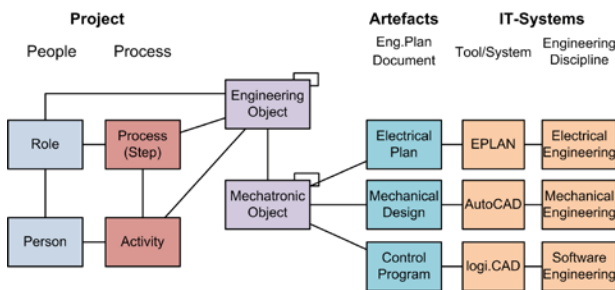 Project
Artefacts
IT-Systems
People
Process
Eng.Plan
Document
Tool/System
Engineering
Discipline
Engineering
Object
Role
Process
(Step)
Electrical
Plan
EPLAN
Electrical
Engineering
Mechatronic
Object
Mechanical
Design
AutoCAD
Mechanical
Engineering
Person
Activity
Control
Program
logi.CAD
Software
Engineering